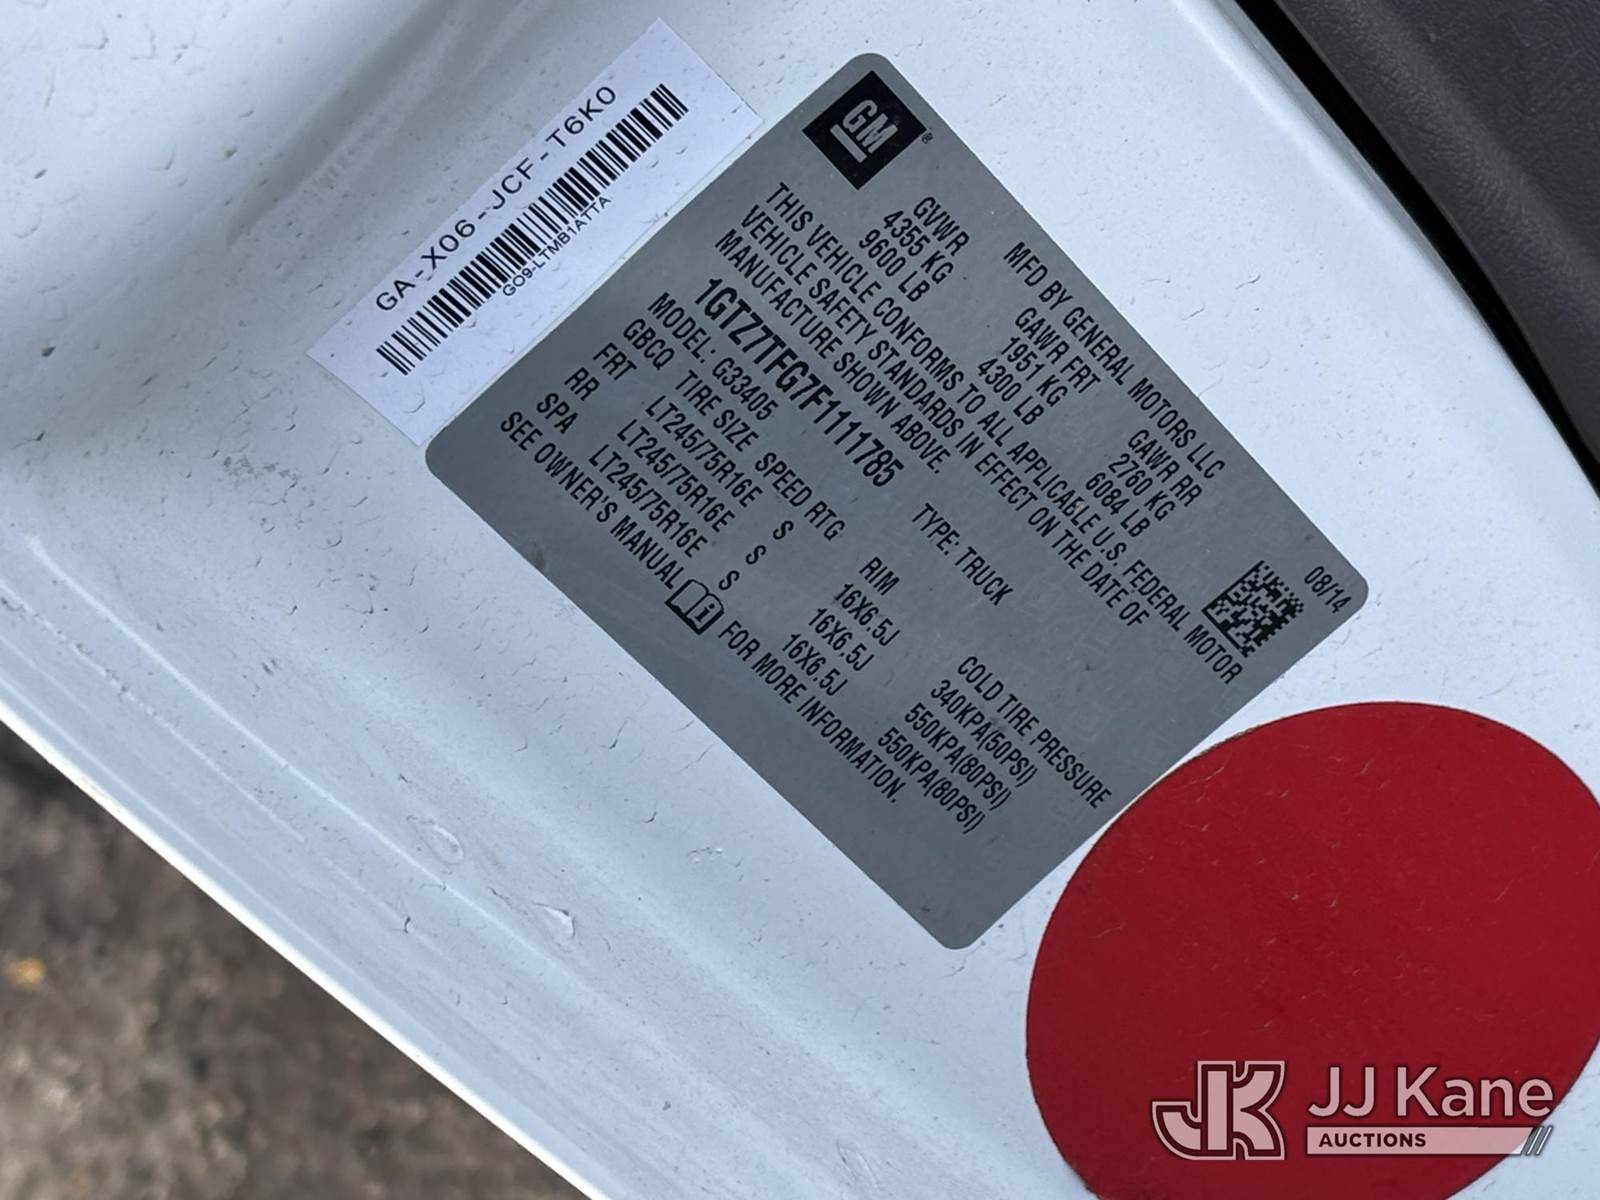 GA-X06-JCF-T6K0
GO9-LTMB1ATTA
GM®
MFD BY GENERAL MOTORS LLC 08/14
GVWR GAWR FRT GAWR RR
4355 KG 1951 KG 2760 KG
9600 LB 4300 LB 6084 LB
THIS VEHICLE CONFORMS TO ALL APPLICABLE U.S. FEDERAL MOTOR
VEHICLE SAFETY STANDARDS IN EFFECT ON THE DATE OF
MANUFACTURE SHOWN ABOVE.
1GTZ7TFG7F1111785 TYPE: TRUCK
MODEL: G33405
GBCQ TIRE SIZE SPEED RTG RIM COLD TIRE PRESSURE
FRT LT245/75R16E S 16X6.5J 340KPA(50PSI)
RR LT245/75R16E S 16X6.5J 550KPA(80PSI)
SPA LT245/75R16E S 16X6.5J 550KPA(80PSI)
SEE OWNER'S MANUAL FOR MORE INFORMATION.
JK JJ Kane
AUCTIONS